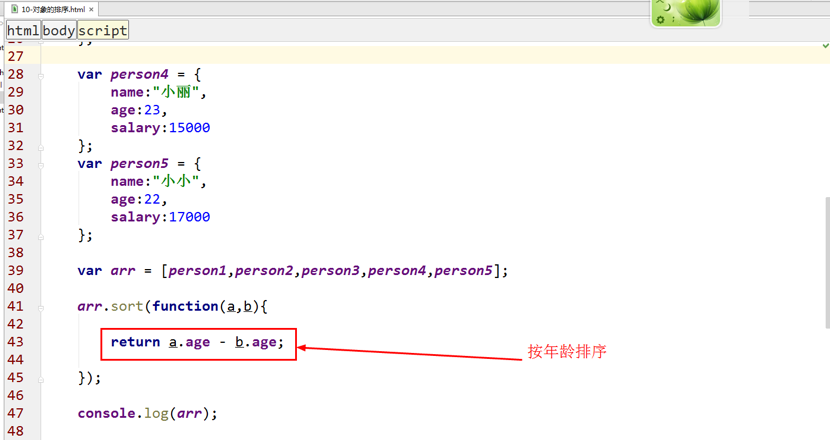 10-对象的排序.html
html body script
27
28 var person4 = {
29 name:"小丽",
30 age:23,
31 salary:15000
32 };
33 var person5 = {
34 name:"小小",
35 age:22,
36 salary:17000
37 };
38
39 var arr = [person1,person2,person3,person4,person5];
40
41 arr.sort(function(a,b){
42
43 return a.age - b.age; 按年龄排序
44
45 });
46
47 console.log(arr);
48